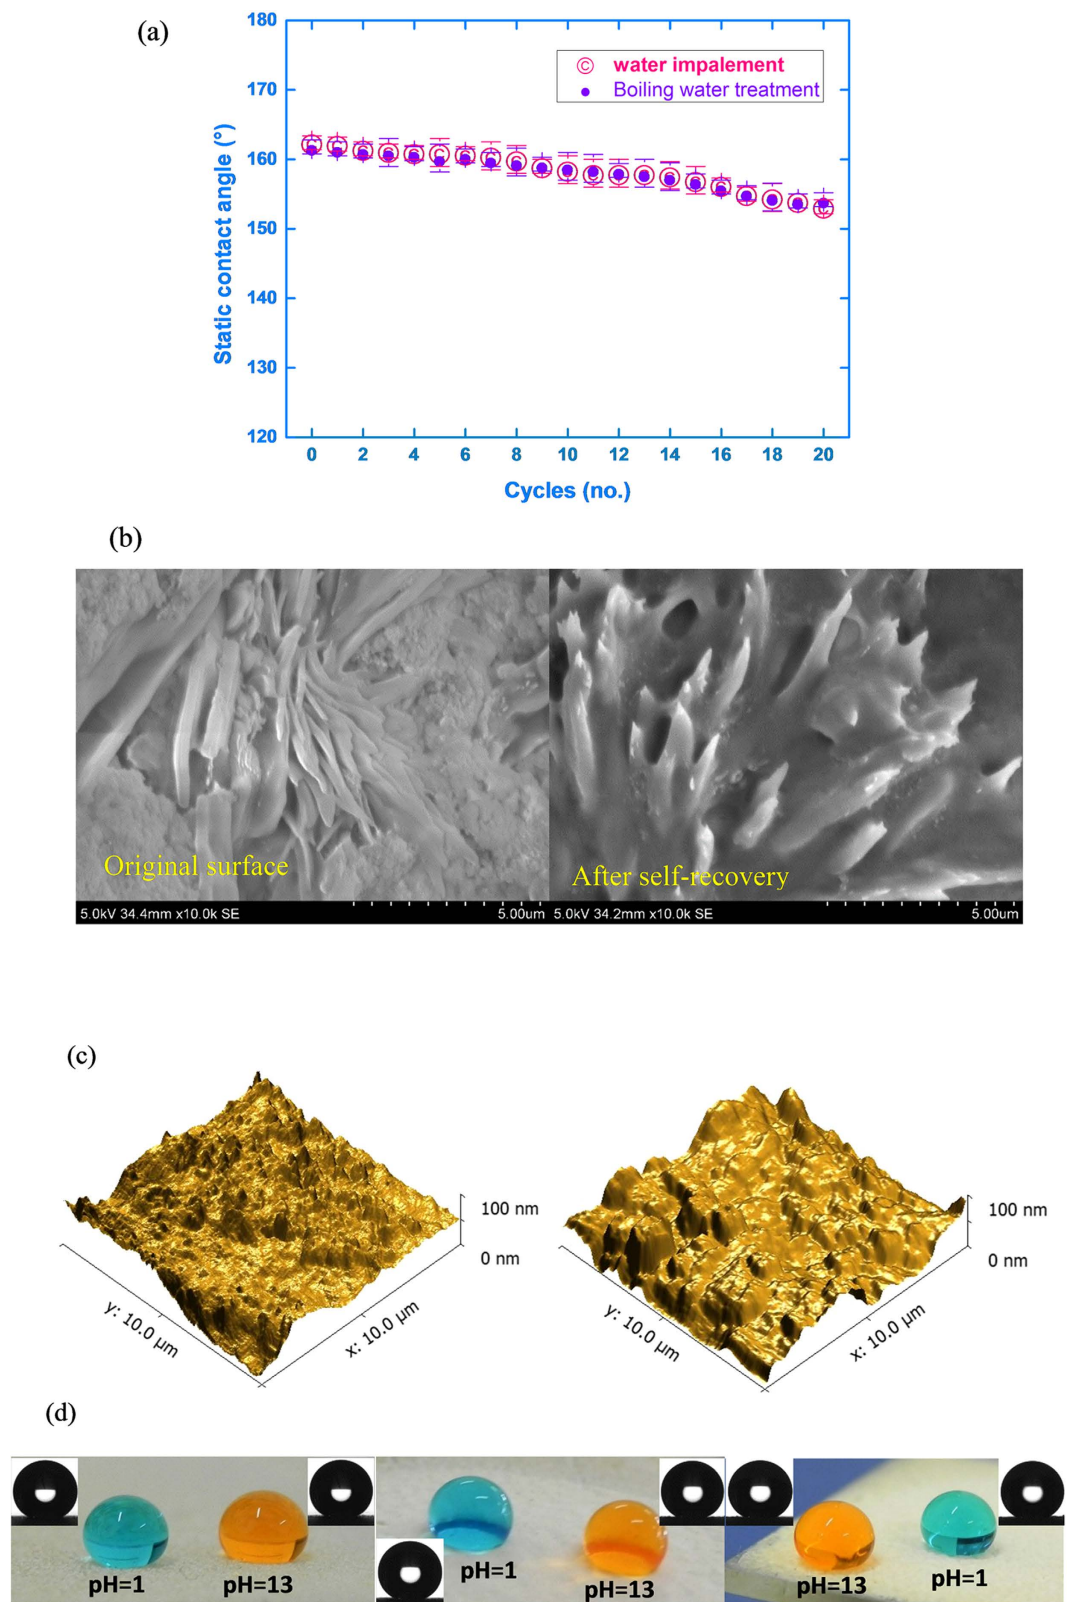 (a)
180
170
160
150
140
130
120
Static contact angle (°)
© water impalement
Boiling water treatment
0 2 4 6 8 10 12 14 16 18 20
Cycles (no.)
(b)
Original surface
After self-recovery
5.0kV 34.4mm x10.0k SE 5.00um
5.0kV 34.2mm x10.0k SE 5.00um
(c)
100 nm
0 nm
y: 10.0 µm
x: 10.0 µm
100 nm
0 nm
y: 10.0 µm
x: 10.0 µm
(d)
pH=1 pH=13
pH=1 pH=13
pH=13 pH=1